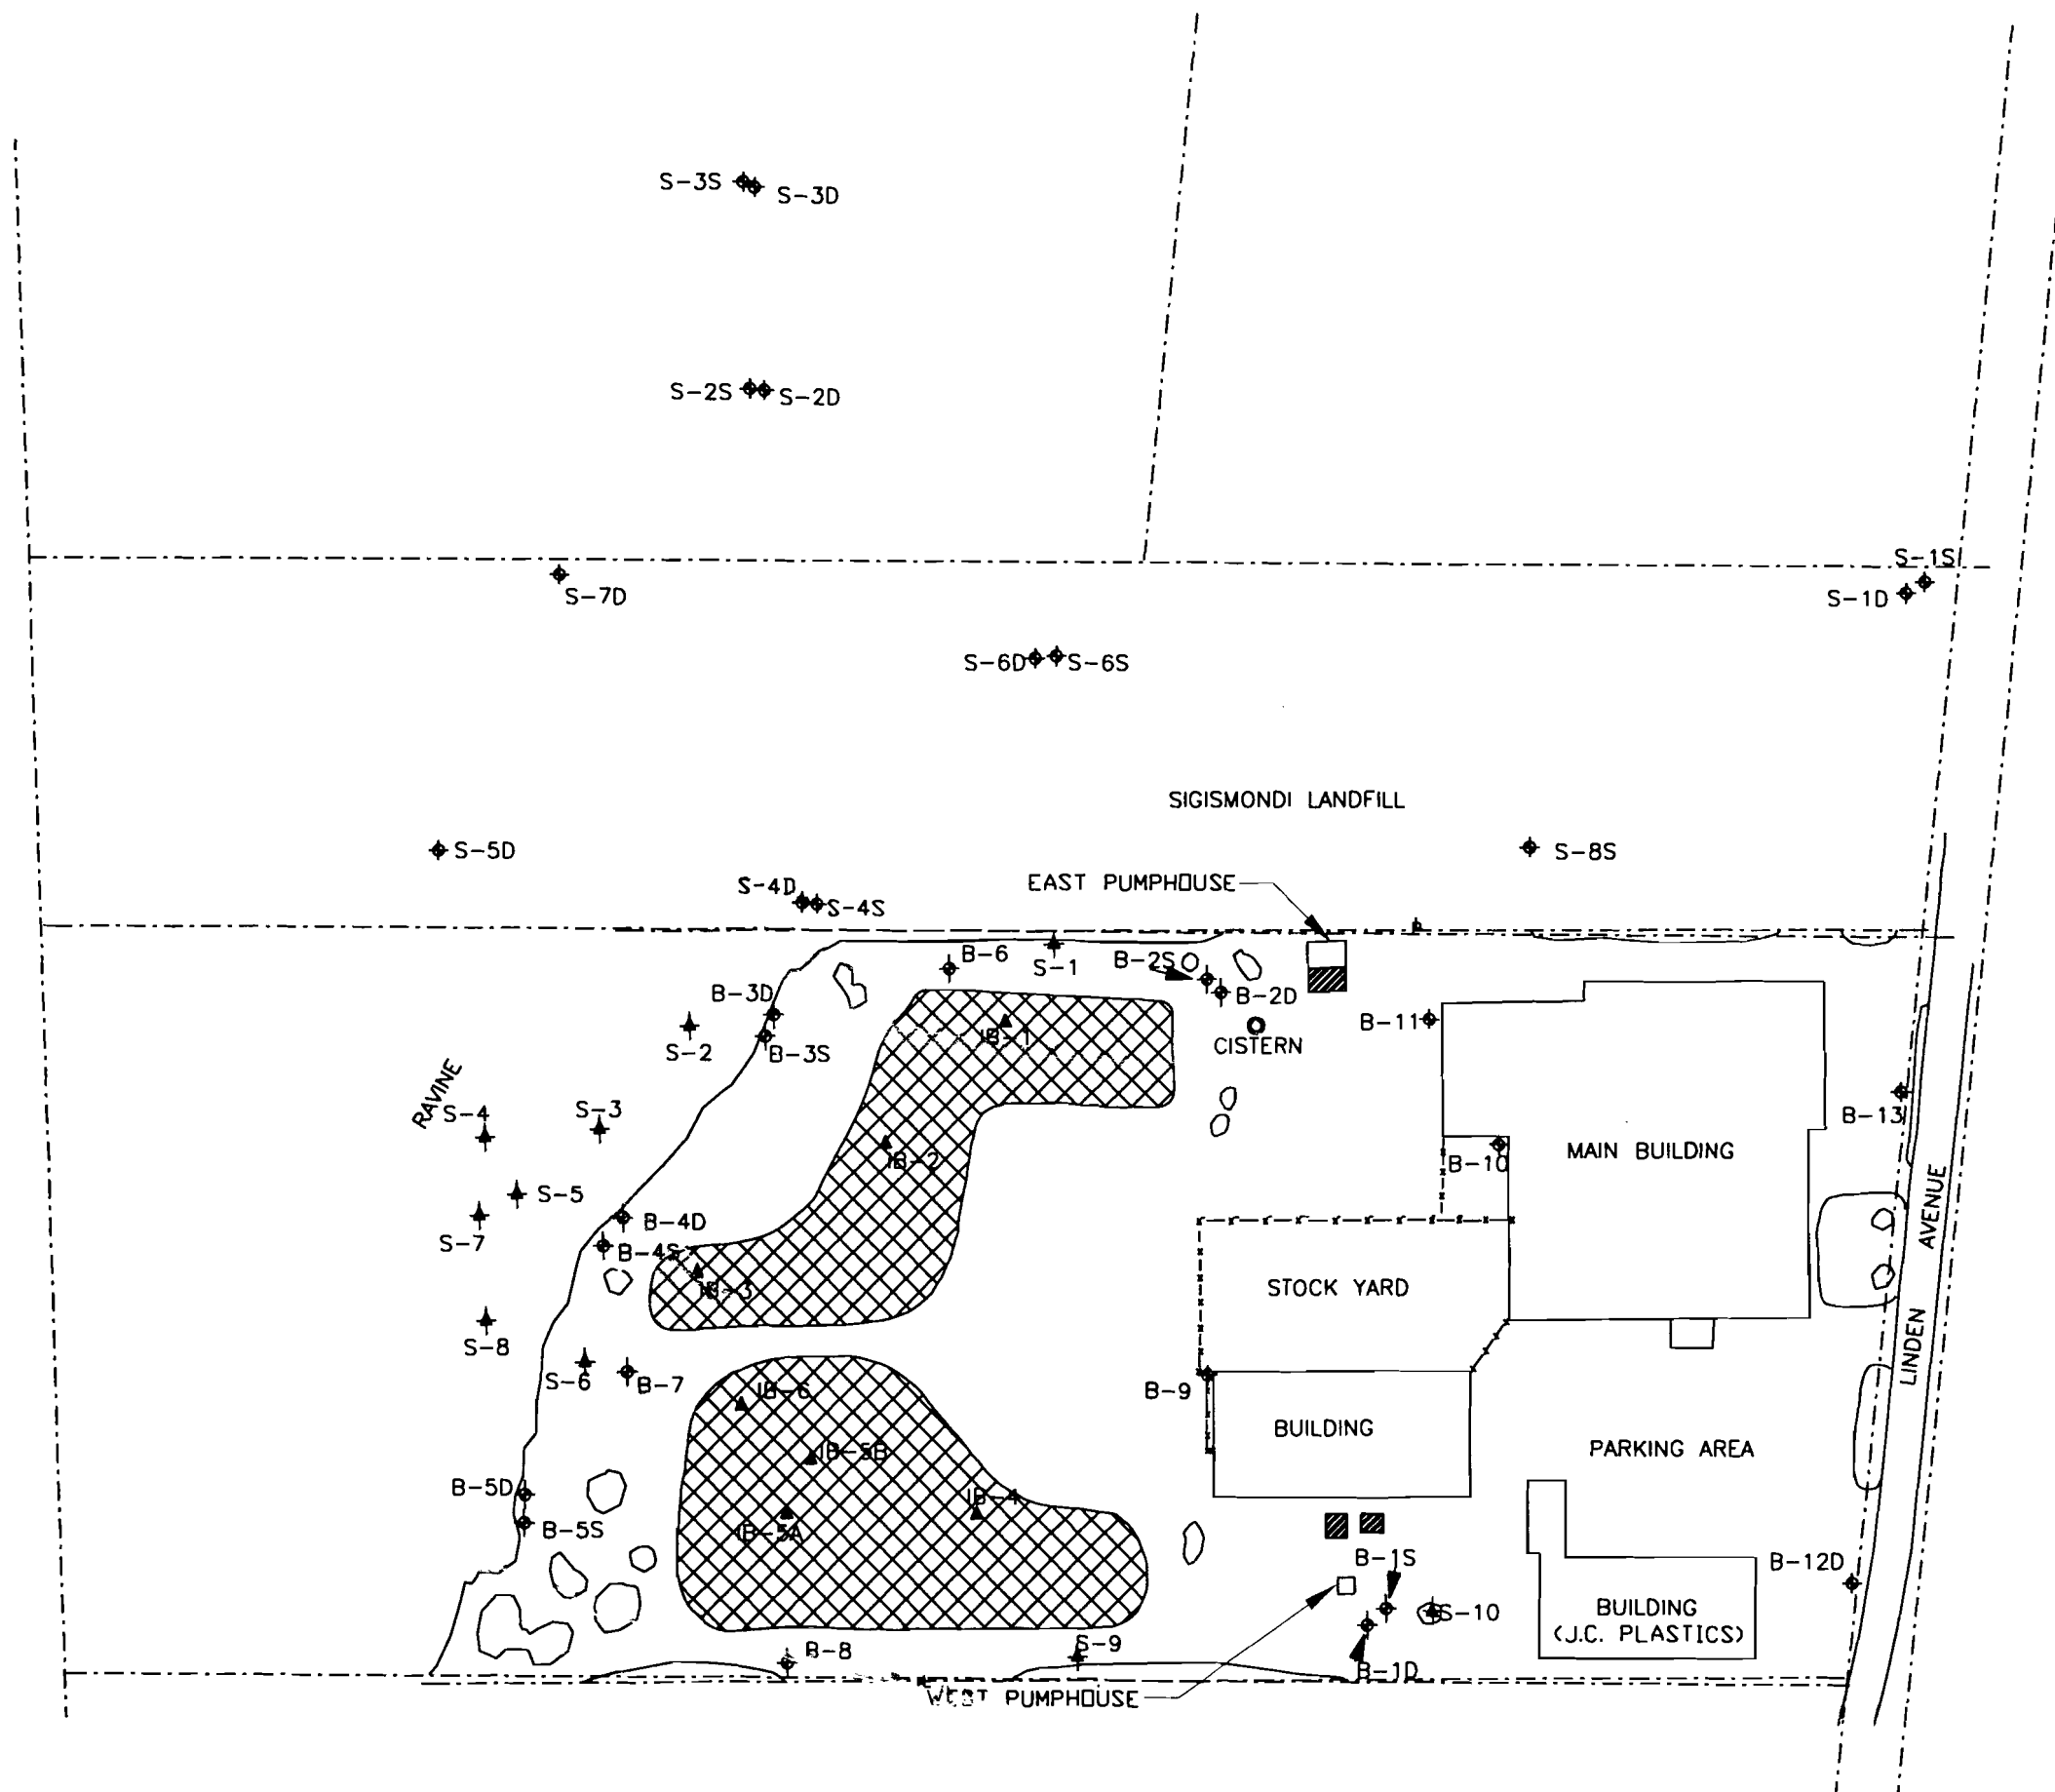 S-3S
S-3D
S-2S
S-2D
S-1S
S-7D
S-1D
S-6D
S-6S
SIGISMONDI LANDFILL
S-5D
S-8S
EAST PUMPHOUSE
S-4D
S-4S
B-6
S-1
B-2S
B-3D
B-2D
B-11
S-2
B-3S
IB-1
CISTERN
RAVINE
S-4
S-3
B-13
MAIN BUILDING
IB-2
B-10
S-5
B-4D
LINDEN AVENUE
S-7
B-4S
IB-3
STOCK YARD
S-8
S-6
B-7
IB-6
B-9
BUILDING
IB-5B
PARKING AREA
B-5D
IB-4
B-5S
IB-5A
B-1S
B-12D
S-10
BUILDING
(J.C. PLASTICS)
B-8
S-9
B-1D
WEST PUMPHOUSE